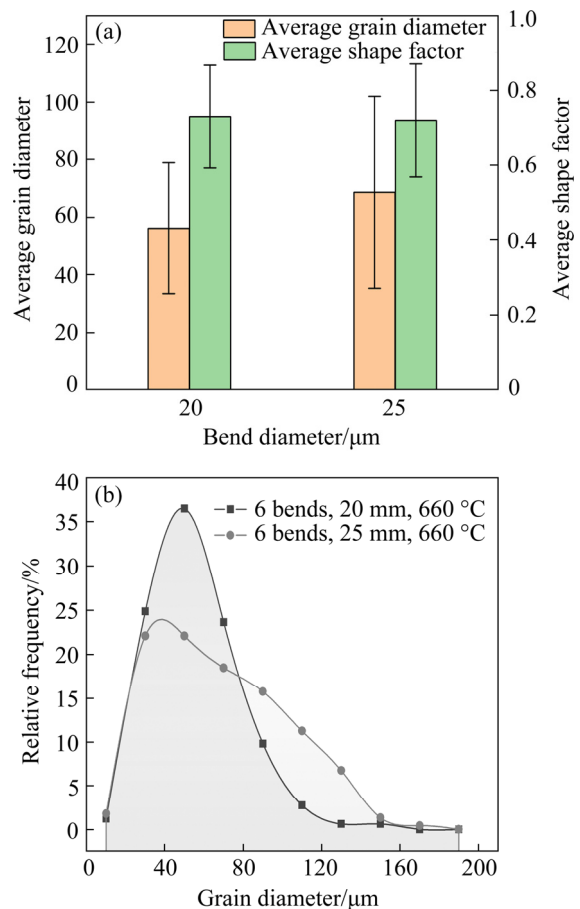 (a)
Average grain diameter
Average shape factor
120
100
80
60
40
20
0
1.0
0.8
0.6
0.4
0.2
0
Average grain diameter
Average shape factor
20
25
Bend diameter/μm
(b)
6 bends, 20 mm, 660 °C
6 bends, 25 mm, 660 °C
40
35
30
25
20
15
10
5
0
Relative frequency/%
0
40
80
120
160
200
Grain diameter/μm